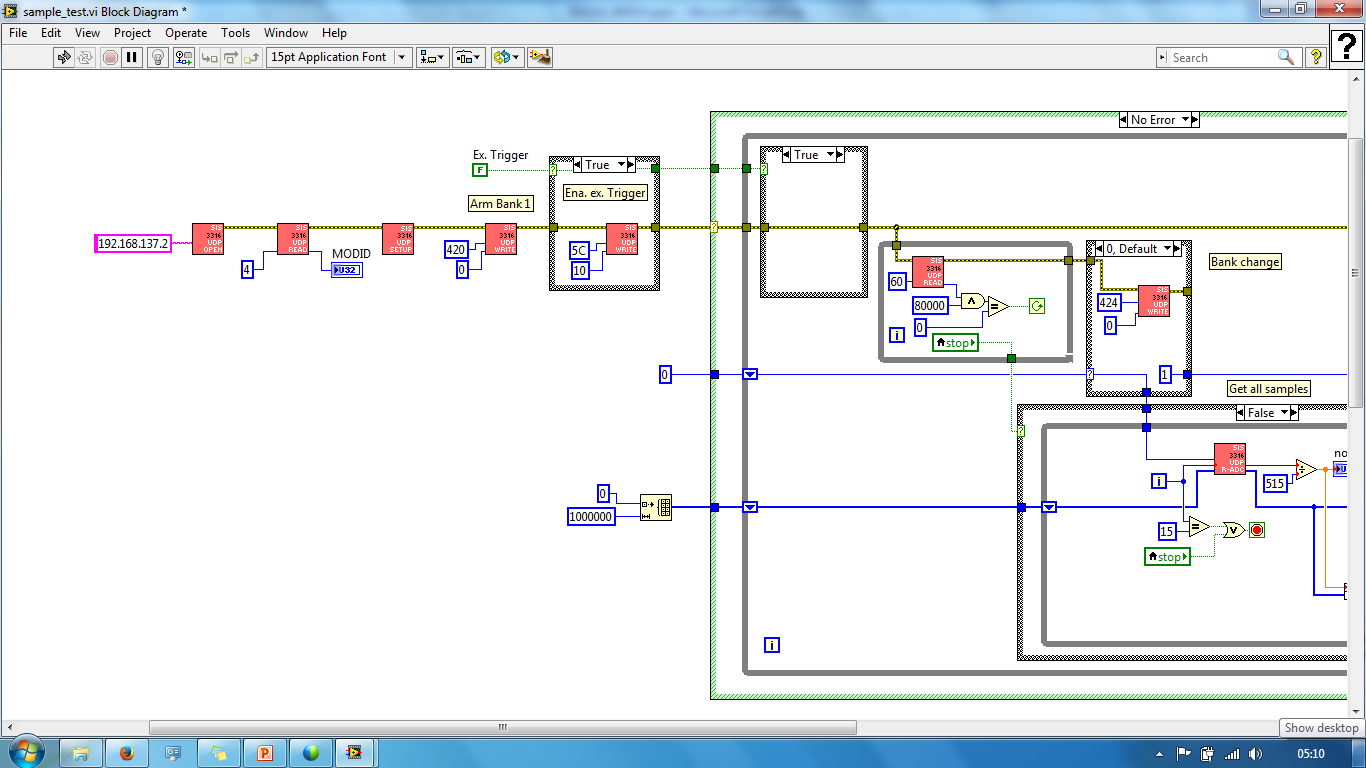 sample_test.vi Block Diagram *
File Edit View Project Operate Tools Window Help
15pt Application Font
Search
?
?
No Error
Ex. Trigger
F
True
True
?
?
Ena. ex. Trigger
Arm Bank 1
192.168.137.2
SIS 3316 UDP OPEN
SIS 3316 UDP READ
SIS 3316 UDP SETUP
SIS 3316 UDP WRITE
SIS 3316 UDP WRITE
?
4
MODID
U32
420
0
5C
10
0, Default
Bank change
SIS 3316 UDP READ
60
80000
=
0
i
stop
SIS 3316 UDP WRITE
424
0
0
?
1
Get all samples
False
?
SIS 3316 UDP R-ADC
no
i
515
÷
U
0
1000000
15
=
V
stop
i
Show desktop
05:10